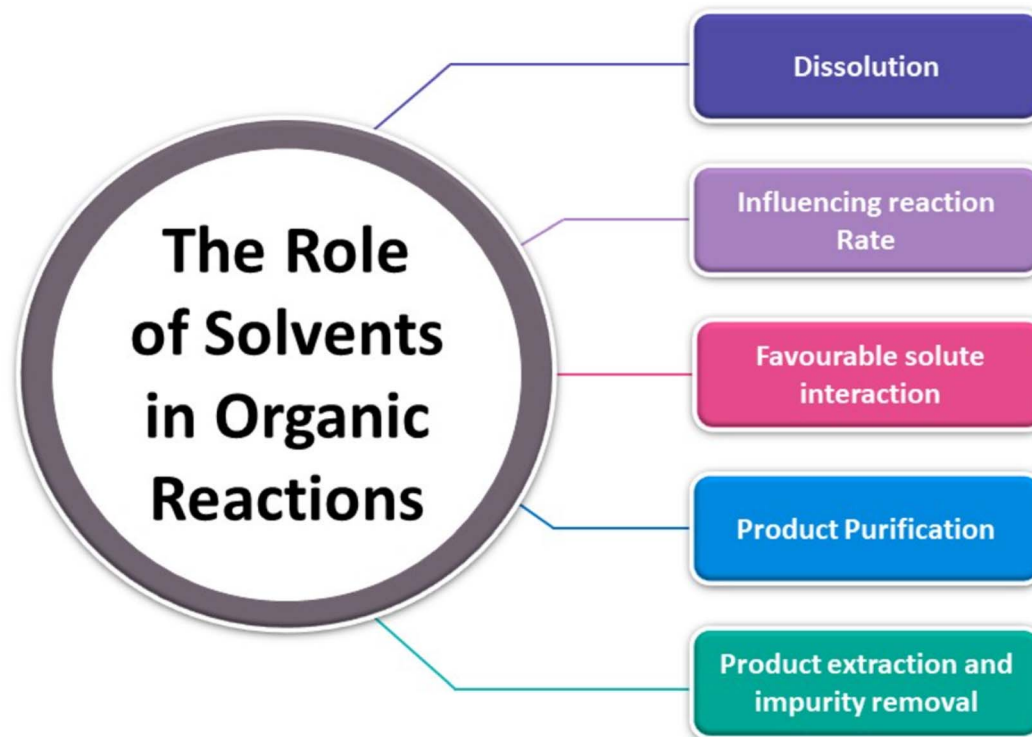 The Role
of Solvents
in Organic
Reactions
Dissolution
Influencing reaction
Rate
Favourable solute
interaction
Product Purification
Product extraction and
impurity removal